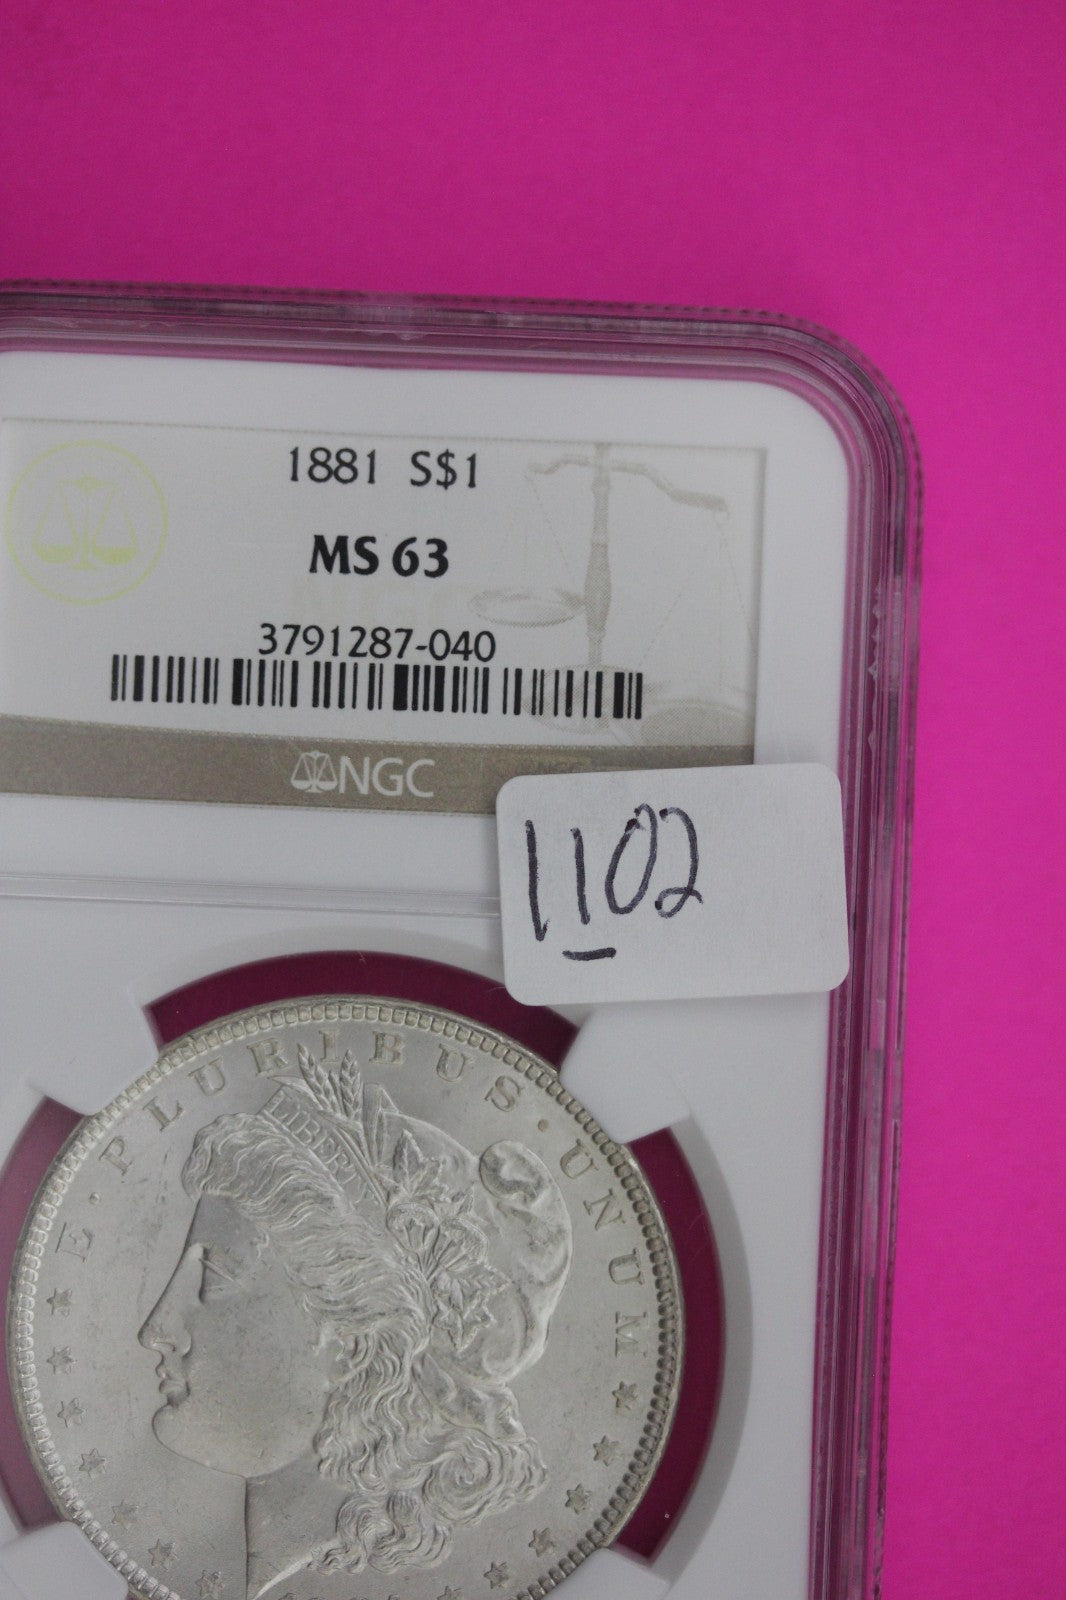 1881 S$1
MS 63
3791287-040
NGC
1102
E · PLURIBUS · UNUM
LIBERTY